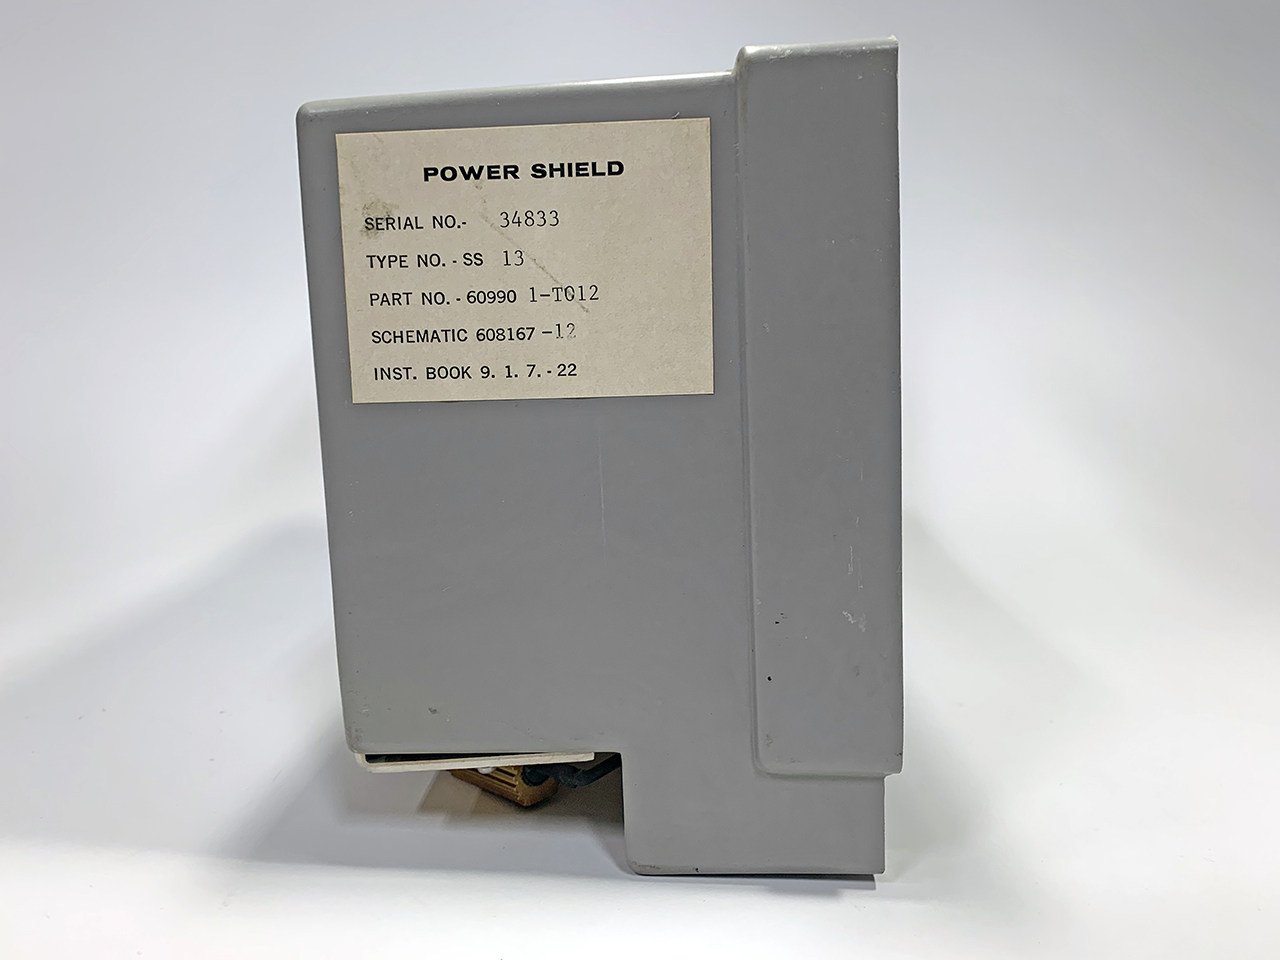 POWER SHIELD
SERIAL NO.- 34833
TYPE NO. - SS 13
PART NO. - 60990 1-T012
SCHEMATIC 608167 -12
INST. BOOK 9. 1. 7. - 22